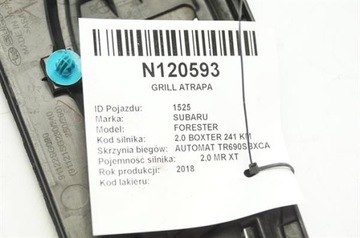 N120593
GRILL ATRAPA
ID Pojazdu: 1525
Marka: SUBARU
Model: FORESTER
Kod silnika: 2.0 BOXTER 241 KM
Skrzynia biegów: AUTOMAT TR690SBXCA
Pojemność silnika: 2.0 MR XT
Rok produkcji: 2018
Kod lakieru: